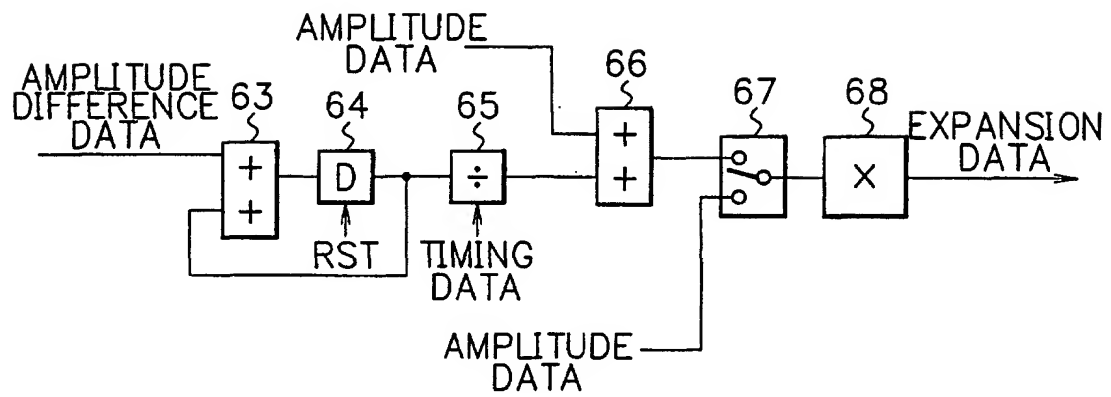 AMPLITUDE
DIFFERENCE
DATA
63
+
+
64
D
RST
65
÷
TIMING
DATA
AMPLITUDE
DATA
66
+
+
67
AMPLITUDE
DATA
68
×
EXPANSION
DATA